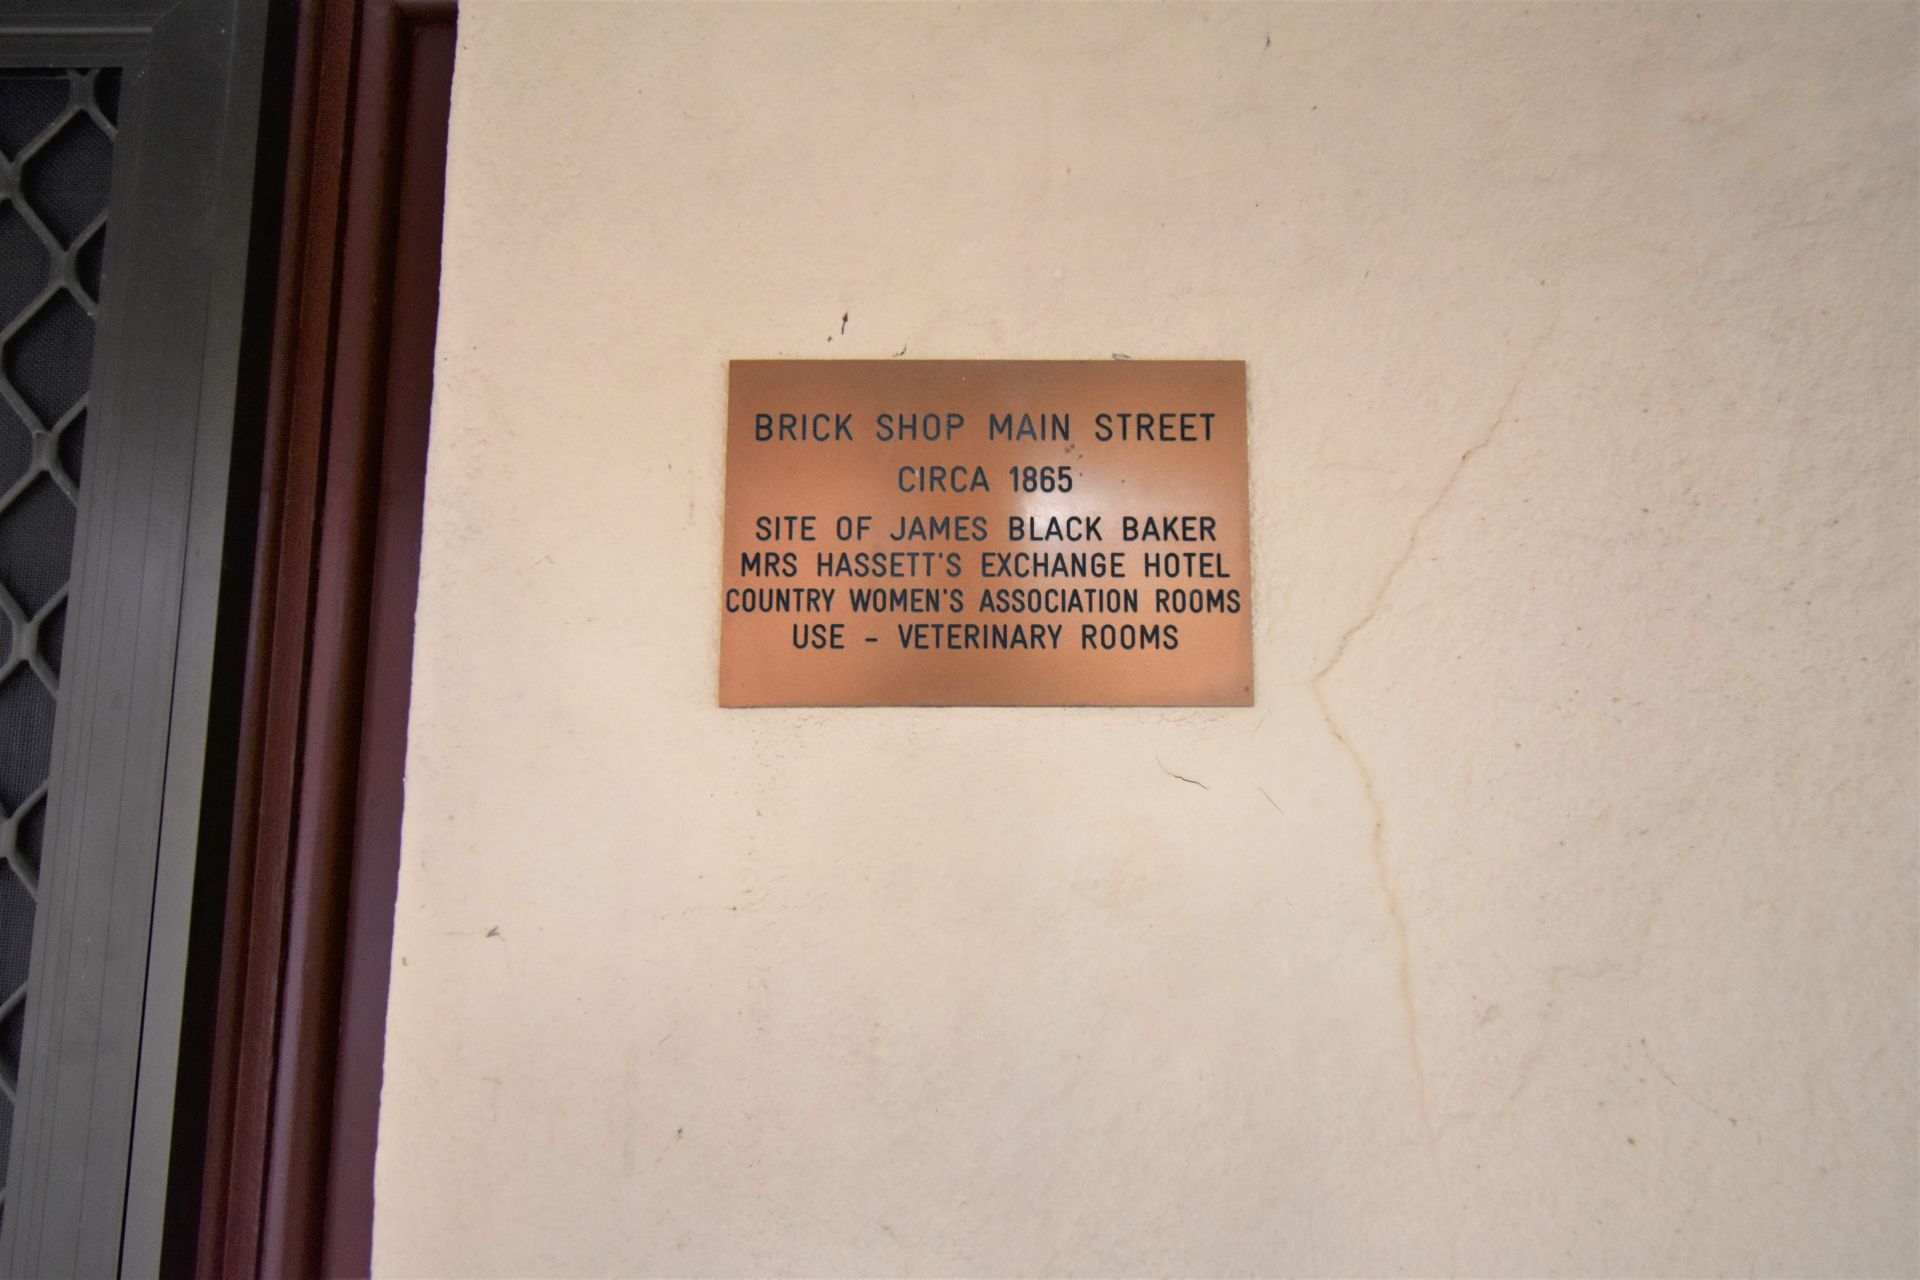 BRICK SHOP MAIN STREET
CIRCA 1865
SITE OF JAMES BLACK BAKER
MRS HASSETT'S EXCHANGE HOTEL
COUNTRY WOMEN'S ASSOCIATION ROOMS
USE - VETERINARY ROOMS